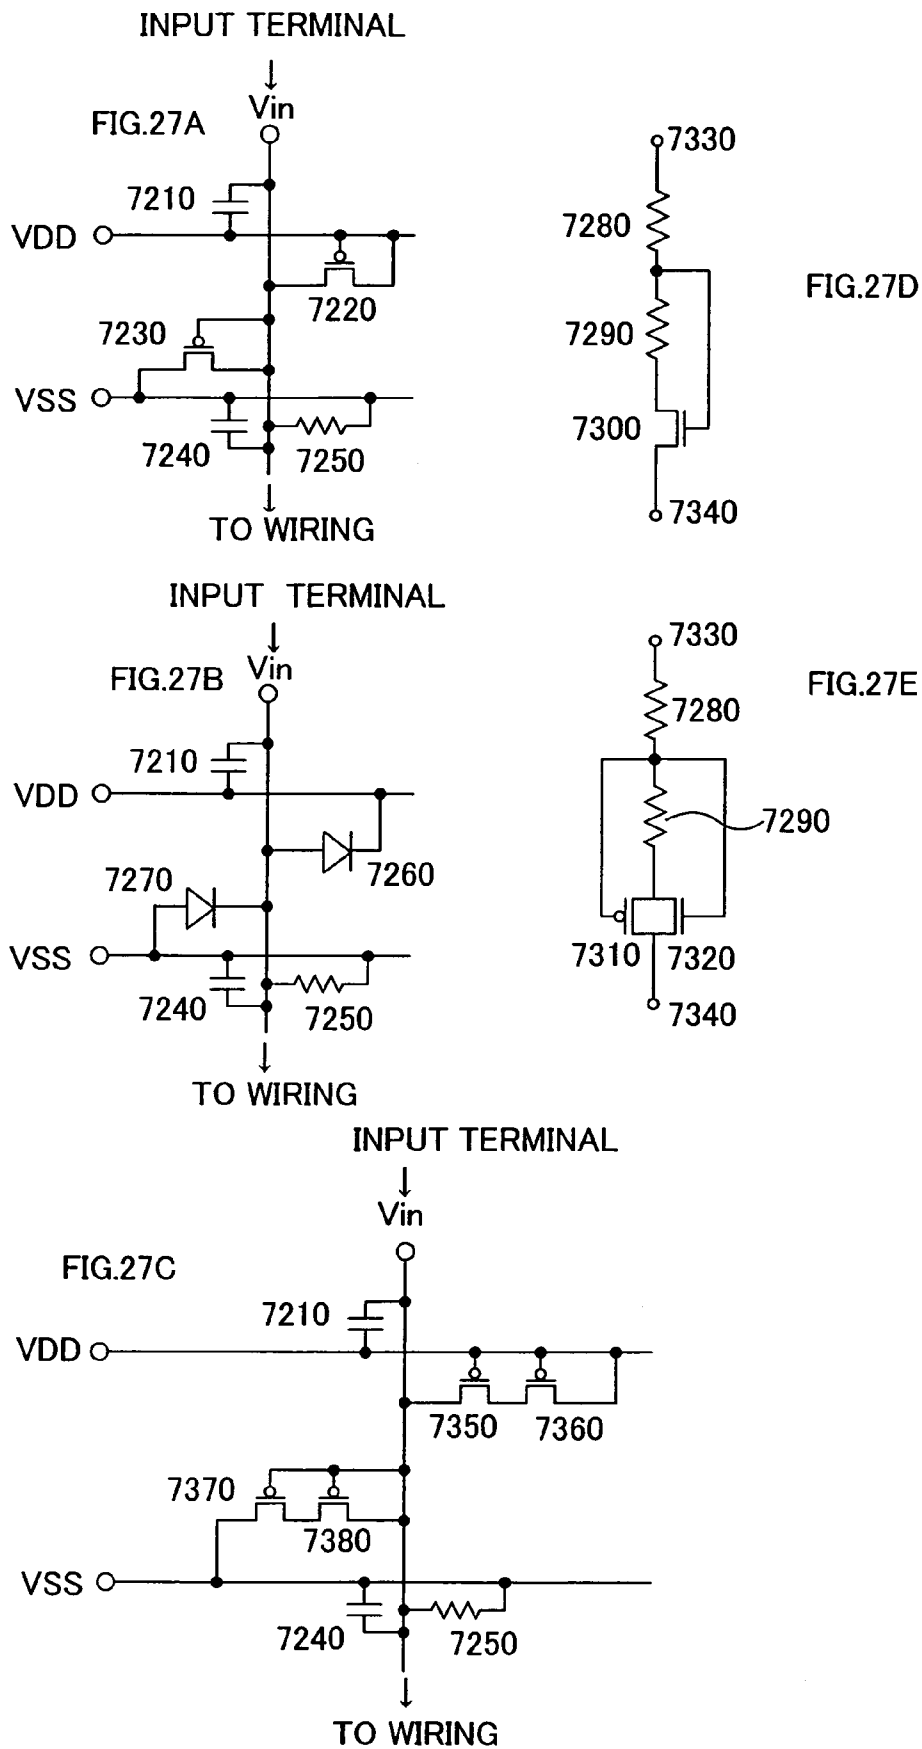 INPUT TERMINAL
Vin
FIG.27A
7210
VDD
7220
7230
VSS
7240
7250
TO WIRING
7330
7280
FIG.27D
7290
7300
7340
INPUT TERMINAL
Vin
FIG.27B
7210
VDD
7260
7270
VSS
7240
7250
TO WIRING
7330
FIG.27E
7280
7290
7310
7320
7340
INPUT TERMINAL
Vin
FIG.27C
7210
VDD
7350
7360
7370
7380
VSS
7240
7250
TO WIRING